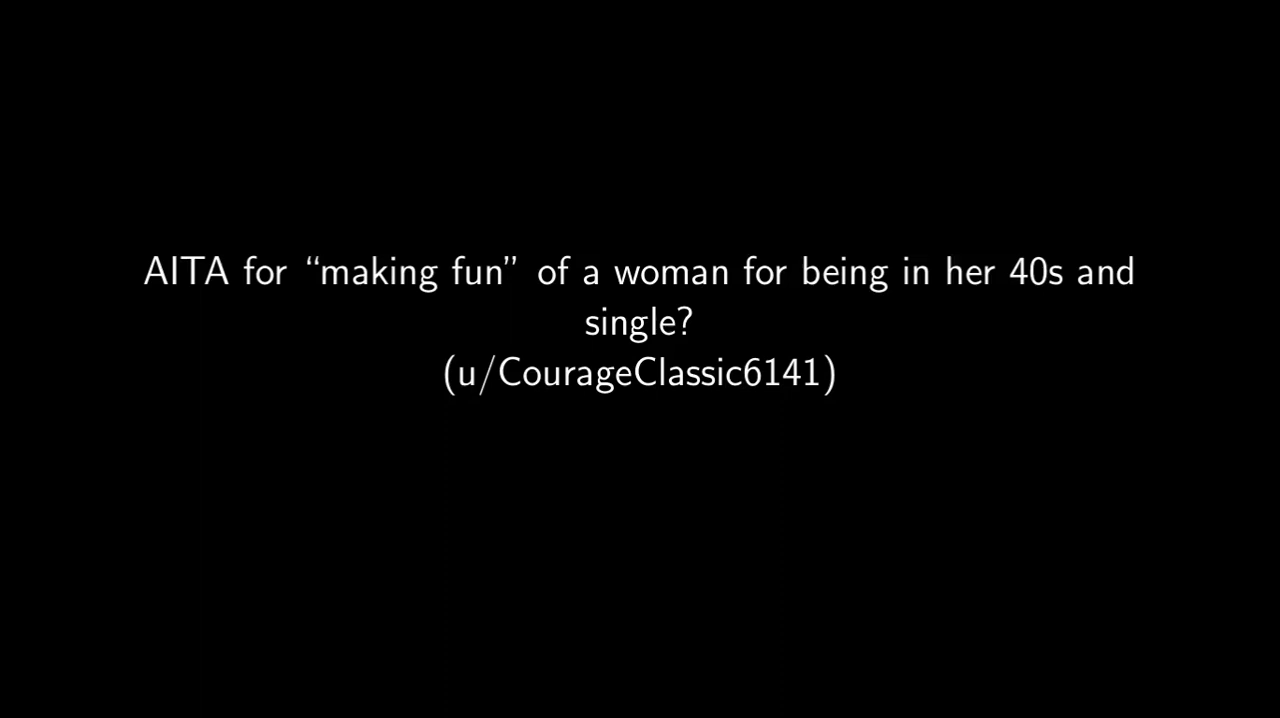 AITA for “making fun” of a woman for being in her 40s and
single?
(u/CourageClassic6141)